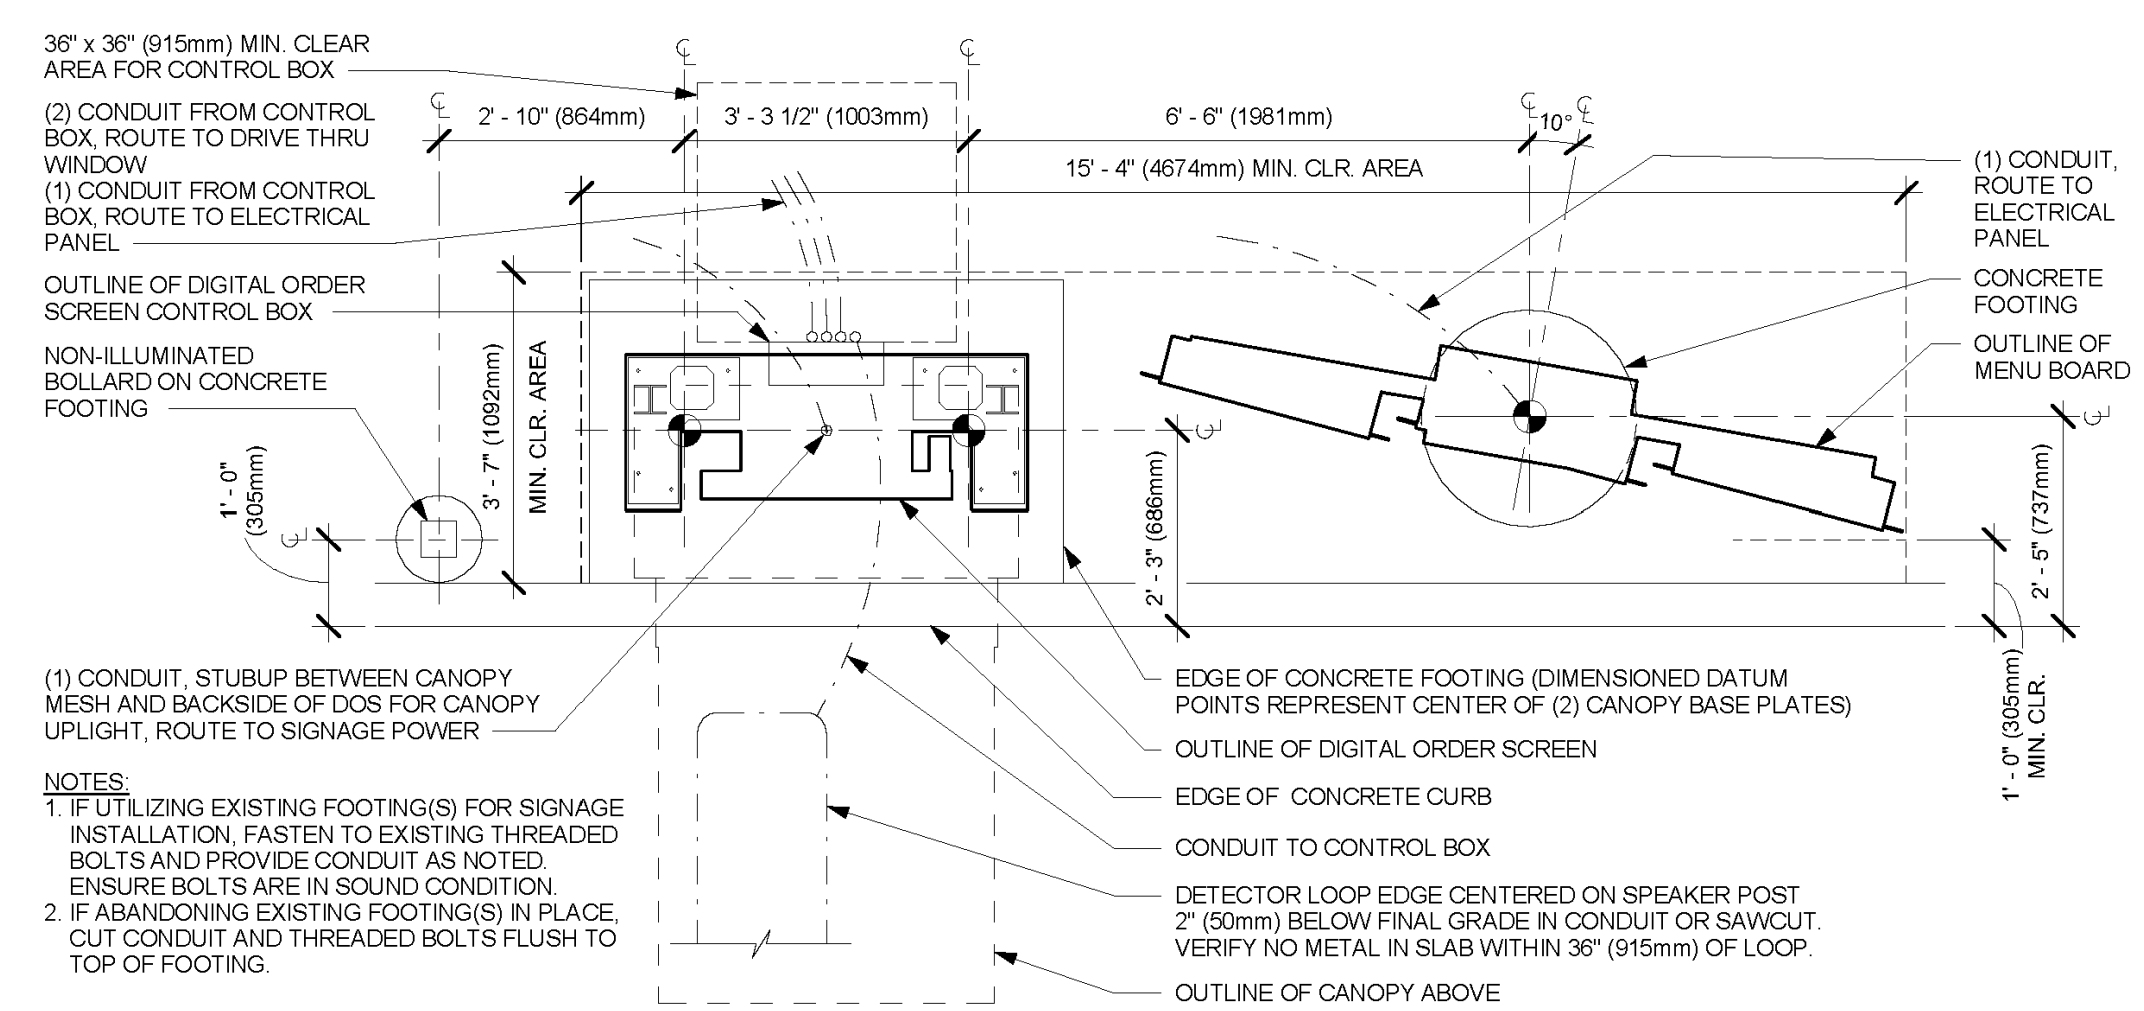 36" x 36" (915mm) MIN. CLEAR
AREA FOR CONTROL BOX
(2) CONDUIT FROM CONTROL
BOX, ROUTE TO DRIVE THRU
WINDOW
(1) CONDUIT FROM CONTROL
BOX, ROUTE TO ELECTRICAL
PANEL
OUTLINE OF DIGITAL ORDER
SCREEN CONTROL BOX
NON-ILLUMINATED
BOLLARD ON CONCRETE
FOOTING
℄
℄
℄
℄
℄
2' - 10" (864mm)
3' - 3 1/2" (1003mm)
6' - 6" (1981mm)
10°
15' - 4" (4674mm) MIN. CLR. AREA
(1) CONDUIT,
ROUTE TO
ELECTRICAL
PANEL
CONCRETE
FOOTING
OUTLINE OF
MENU BOARD
3' - 7" (1092mm)
MIN. CLR. AREA
1' - 0"
(305mm)
℄
℄
℄
2' - 3" (686mm)
2' - 5" (737mm)
1' - 0" (305mm)
MIN. CLR.
(1) CONDUIT, STUBUP BETWEEN CANOPY
MESH AND BACKSIDE OF DOS FOR CANOPY
UPLIGHT, ROUTE TO SIGNAGE POWER
NOTES:
1. IF UTILIZING EXISTING FOOTING(S) FOR SIGNAGE
INSTALLATION, FASTEN TO EXISTING THREADED
BOLTS AND PROVIDE CONDUIT AS NOTED.
ENSURE BOLTS ARE IN SOUND CONDITION.
2. IF ABANDONING EXISTING FOOTING(S) IN PLACE,
CUT CONDUIT AND THREADED BOLTS FLUSH TO
TOP OF FOOTING.
EDGE OF CONCRETE FOOTING (DIMENSIONED DATUM
POINTS REPRESENT CENTER OF (2) CANOPY BASE PLATES)
OUTLINE OF DIGITAL ORDER SCREEN
EDGE OF CONCRETE CURB
CONDUIT TO CONTROL BOX
DETECTOR LOOP EDGE CENTERED ON SPEAKER POST
2" (50mm) BELOW FINAL GRADE IN CONDUIT OR SAWCUT.
VERIFY NO METAL IN SLAB WITHIN 36" (915mm) OF LOOP.
OUTLINE OF CANOPY ABOVE